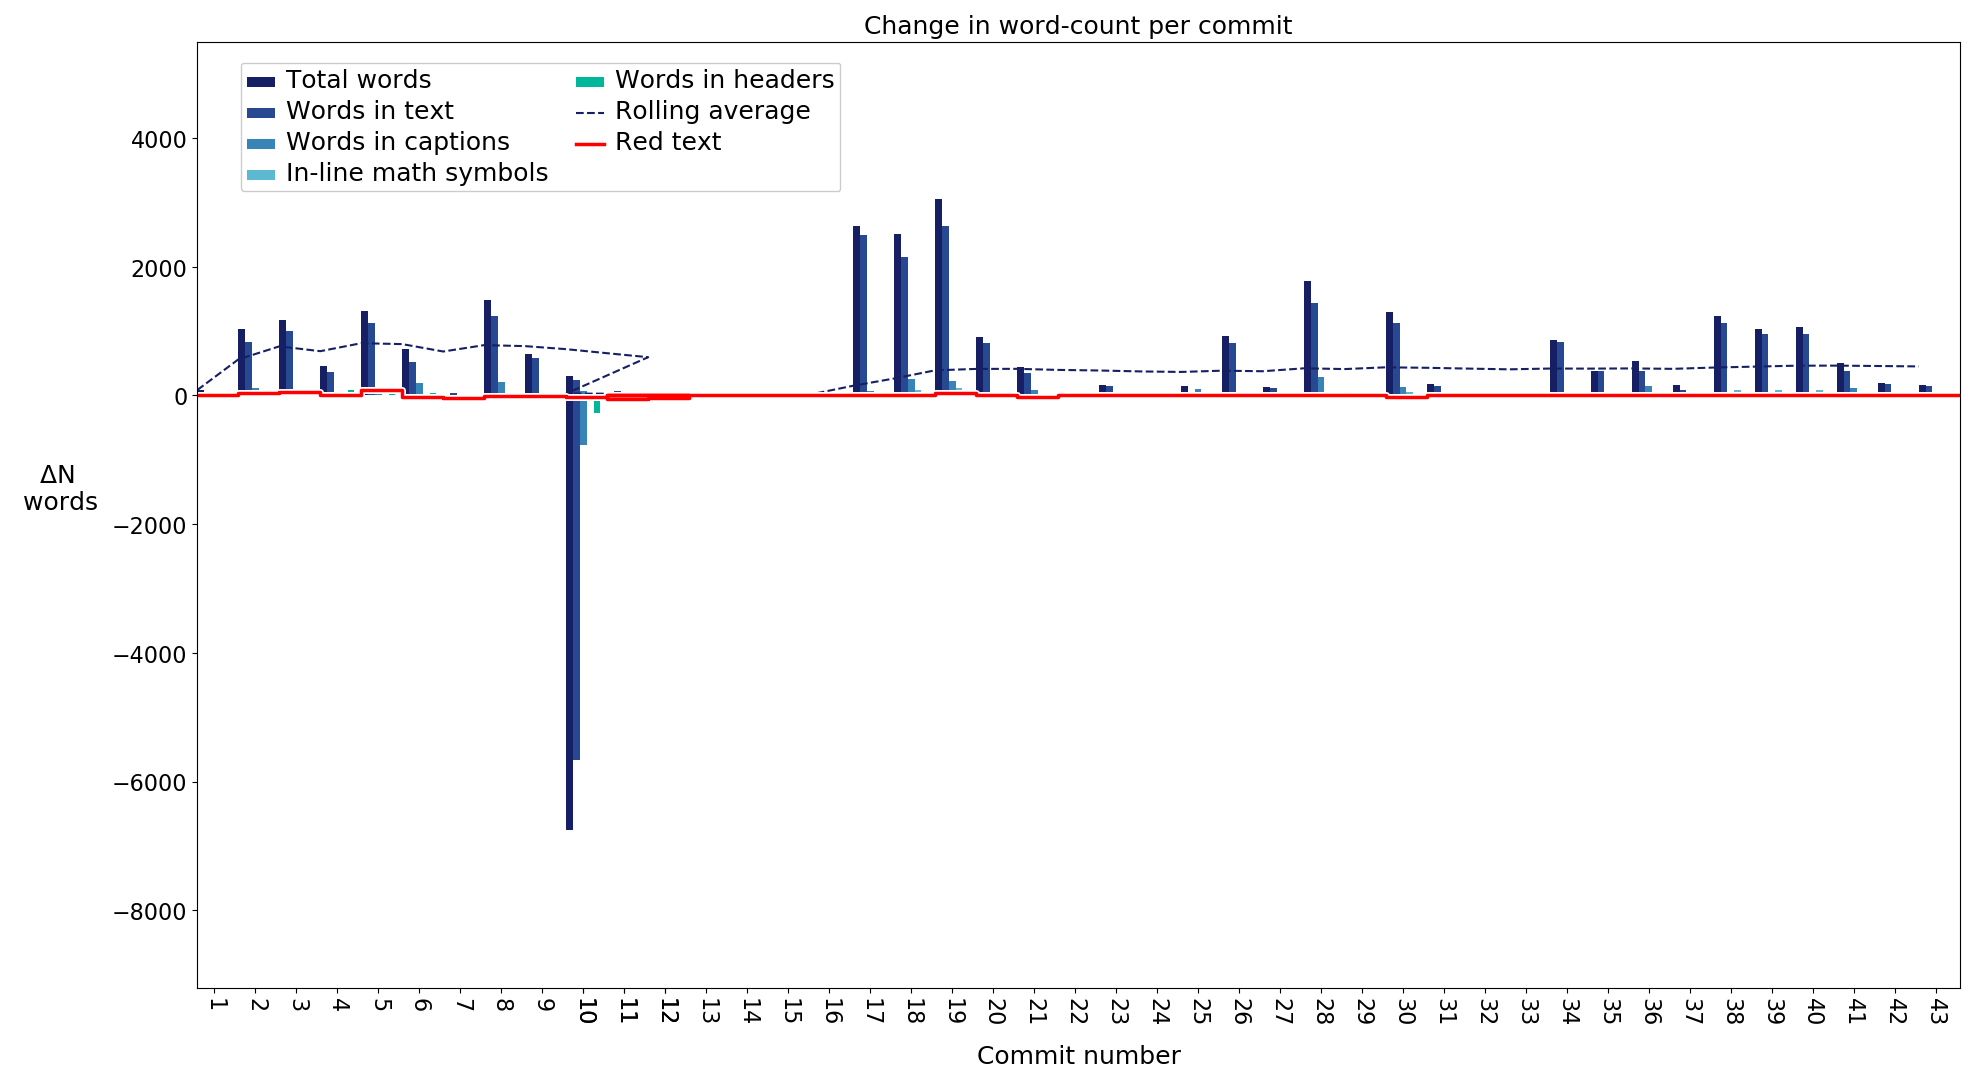 Change in word-count per commit
Total words
Words in text
Words in captions
In-line math symbols
Words in headers
Rolling average
Red text
4000
2000
0
−2000
−4000
−6000
−8000
ΔN
words
1 2 3 4 5 6 7 8 9 10 11 12 13 14 15 16 17 18 19 20 21 22 23 24 25 26 27 28 29 30 31 32 33 34 35 36 37 38 39 40 41 42 43
Commit number